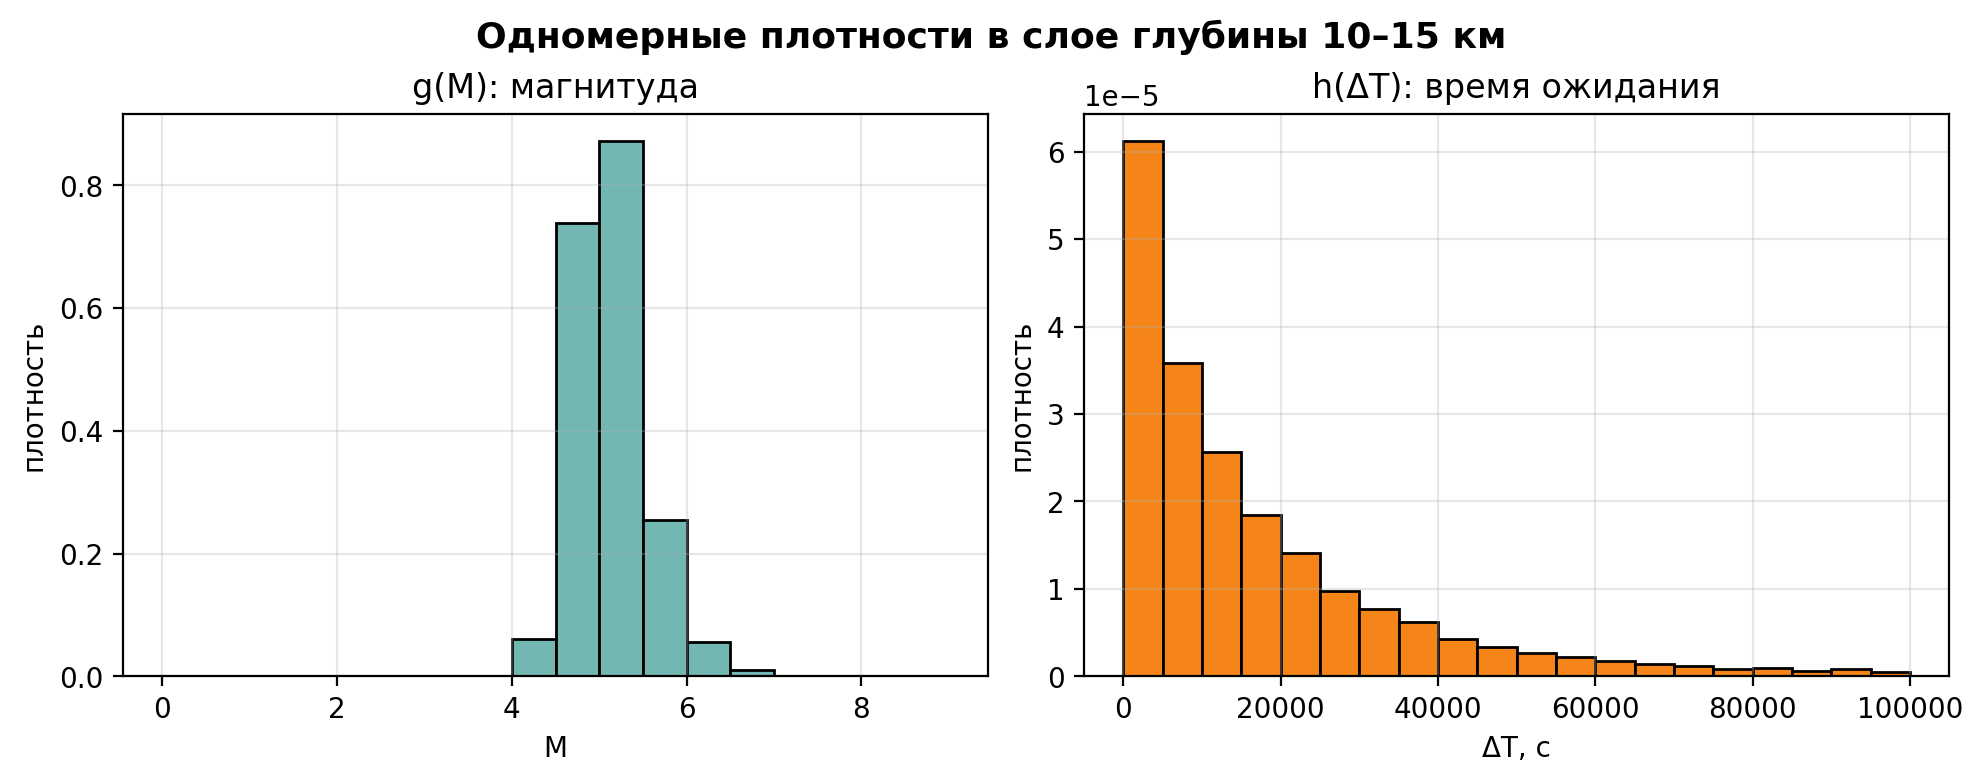 Одномерные плотности в слое глубины 10–15 км
g(M): магнитуда
плотность
0.8
0.6
0.4
0.2
0.0
0 2 4 6 8
M
h(ΔT): время ожидания
1e−5
плотность
6
5
4
3
2
1
0
0 20000 40000 60000 80000 100000
ΔT, с